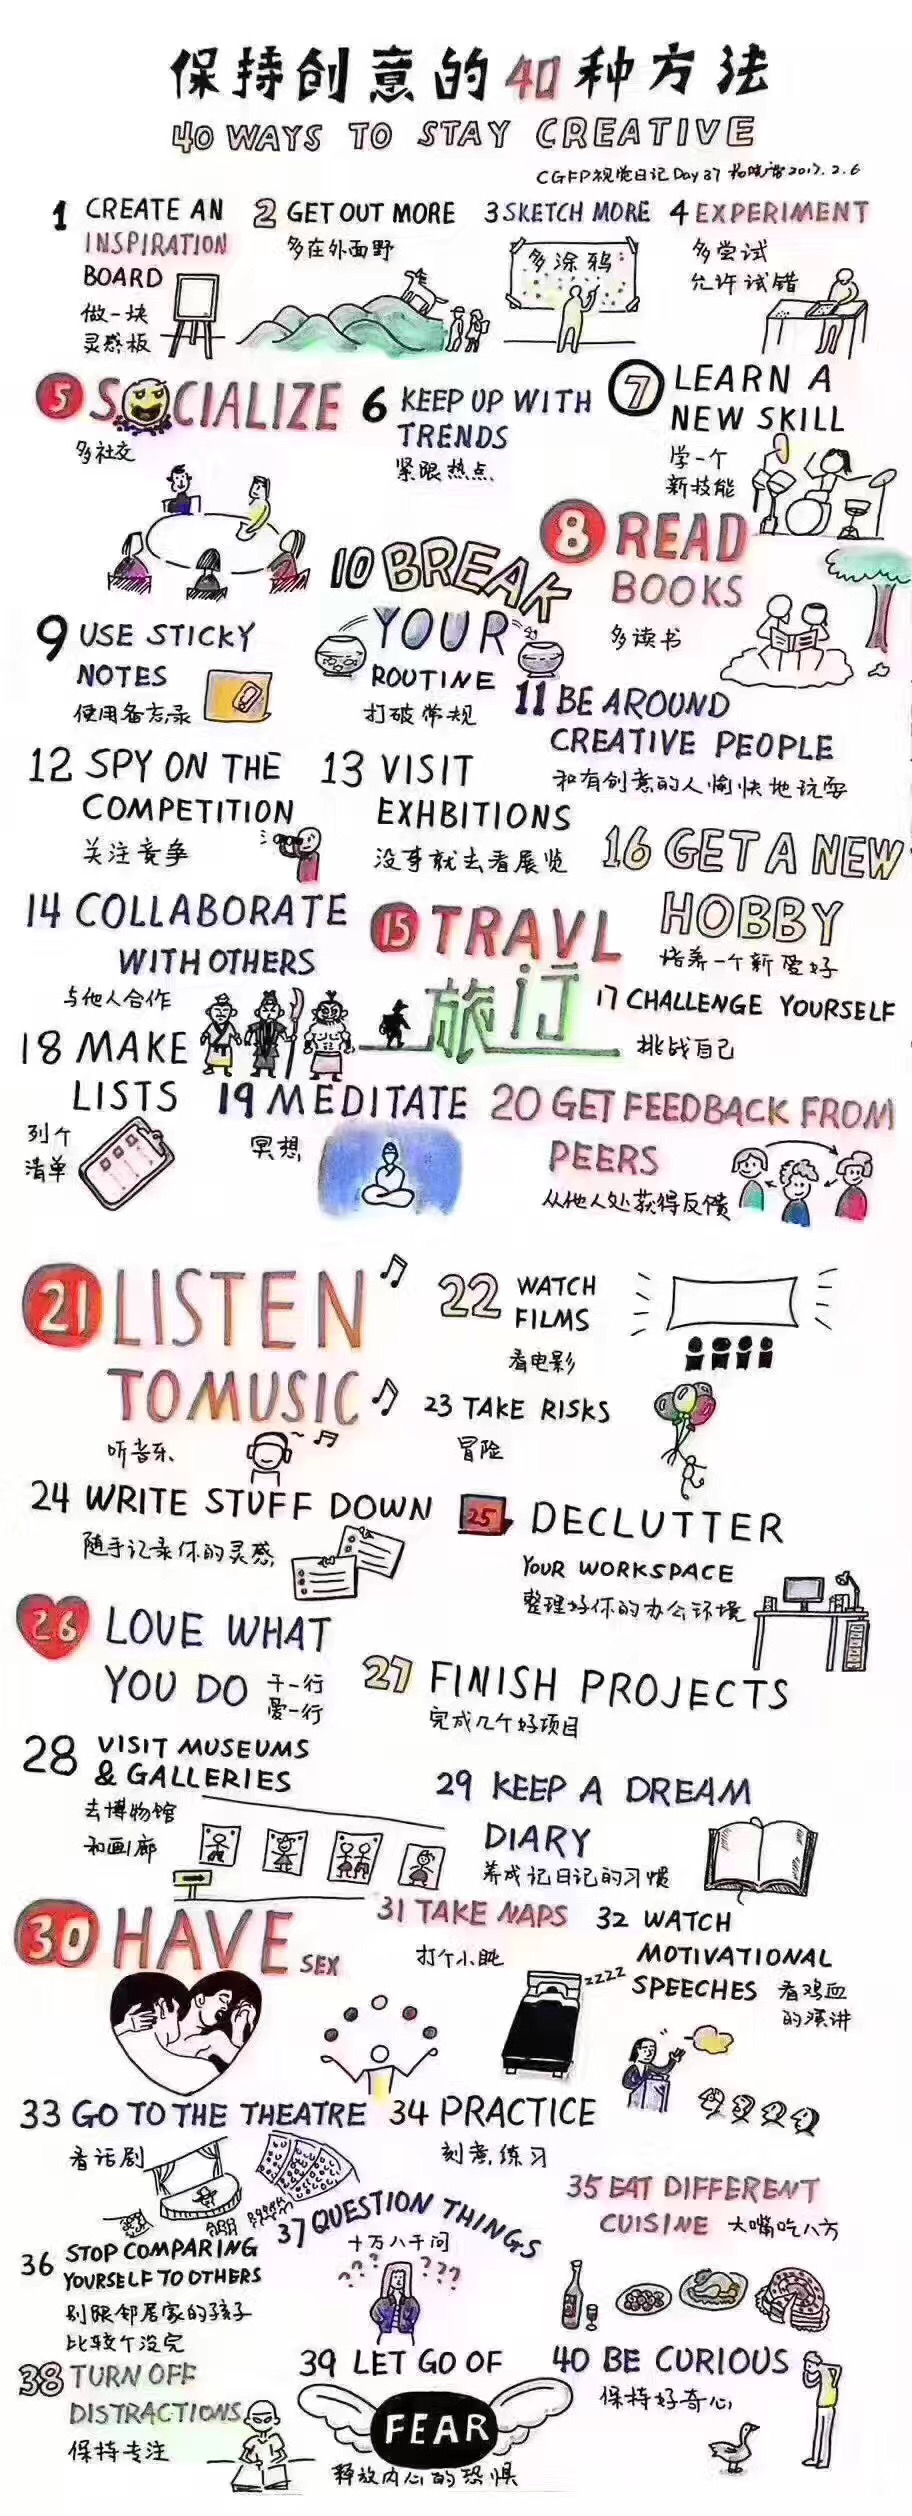 保持创意的40种方法
40 WAYS TO STAY CREATIVE
CGFP视觉日记Day37 2017.2.6
1 CREATE AN
INSPIRATION
BOARD
做一块
灵感板
2 GET OUT MORE
多在外面野
3 SKETCH MORE
多涂鸦
4 EXPERIMENT
多尝试
允许试错
5 SOCIALIZE
多社交
6 KEEP UP WITH
TRENDS
紧跟热点
7 LEARN A
NEW SKILL
学一个
新技能
8 READ
BOOKS
多读书
9 USE STICKY
NOTES
使用备忘录
10 BREAK
YOUR
ROUTINE
打破常规
11 BE AROUND
CREATIVE PEOPLE
和有创意的人愉快地玩耍
12 SPY ON THE
COMPETITION
关注竞争
13 VISIT
EXHBITIONS
没事就去看展览
14 COLLABORATE
WITH OTHERS
与他人合作
15 TRAVL
旅行
16 GET A NEW
HOBBY
培养一个新爱好
17 CHALLENGE YOURSELF
挑战自己
18 MAKE
LISTS
列个
清单
19 MEDITATE
冥想
20 GET FEEDBACK FROM
PEERS
从他人处获得反馈
21 LISTEN
TO MUSIC
听音乐
22 WATCH
FILMS
看电影
23 TAKE RISKS
冒险
24 WRITE STUFF DOWN
随手记录你的灵感
25 DECLUTTER
YOUR WORKSPACE
整理好你的办公环境
26 LOVE WHAT
YOU DO
干一行
爱一行
27 FINISH PROJECTS
完成几个好项目
28 VISIT MUSEUMS
& GALLERIES
去博物馆
和画廊
29 KEEP A DREAM
DIARY
养成记日记的习惯
30 HAVE SEX
31 TAKE NAPS
打个小盹
zzzz
32 WATCH
MOTIVATIONAL
SPEECHES
看鸡血
的演讲
33 GO TO THE THEATRE
看话剧
34 PRACTICE
刻意练习
35 EAT DIFFERENT
CUISINE
大嘴吃八方
36 STOP COMPARING
YOURSELF TO OTHERS
别跟邻居家的孩子
比较个没完
37 QUESTION THINGS
十万八千问
??? ???
38 TURN OFF
DISTRACTIONS
保持专注
39 LET GO OF
FEAR
释放内心的恐惧
40 BE CURIOUS
保持好奇心